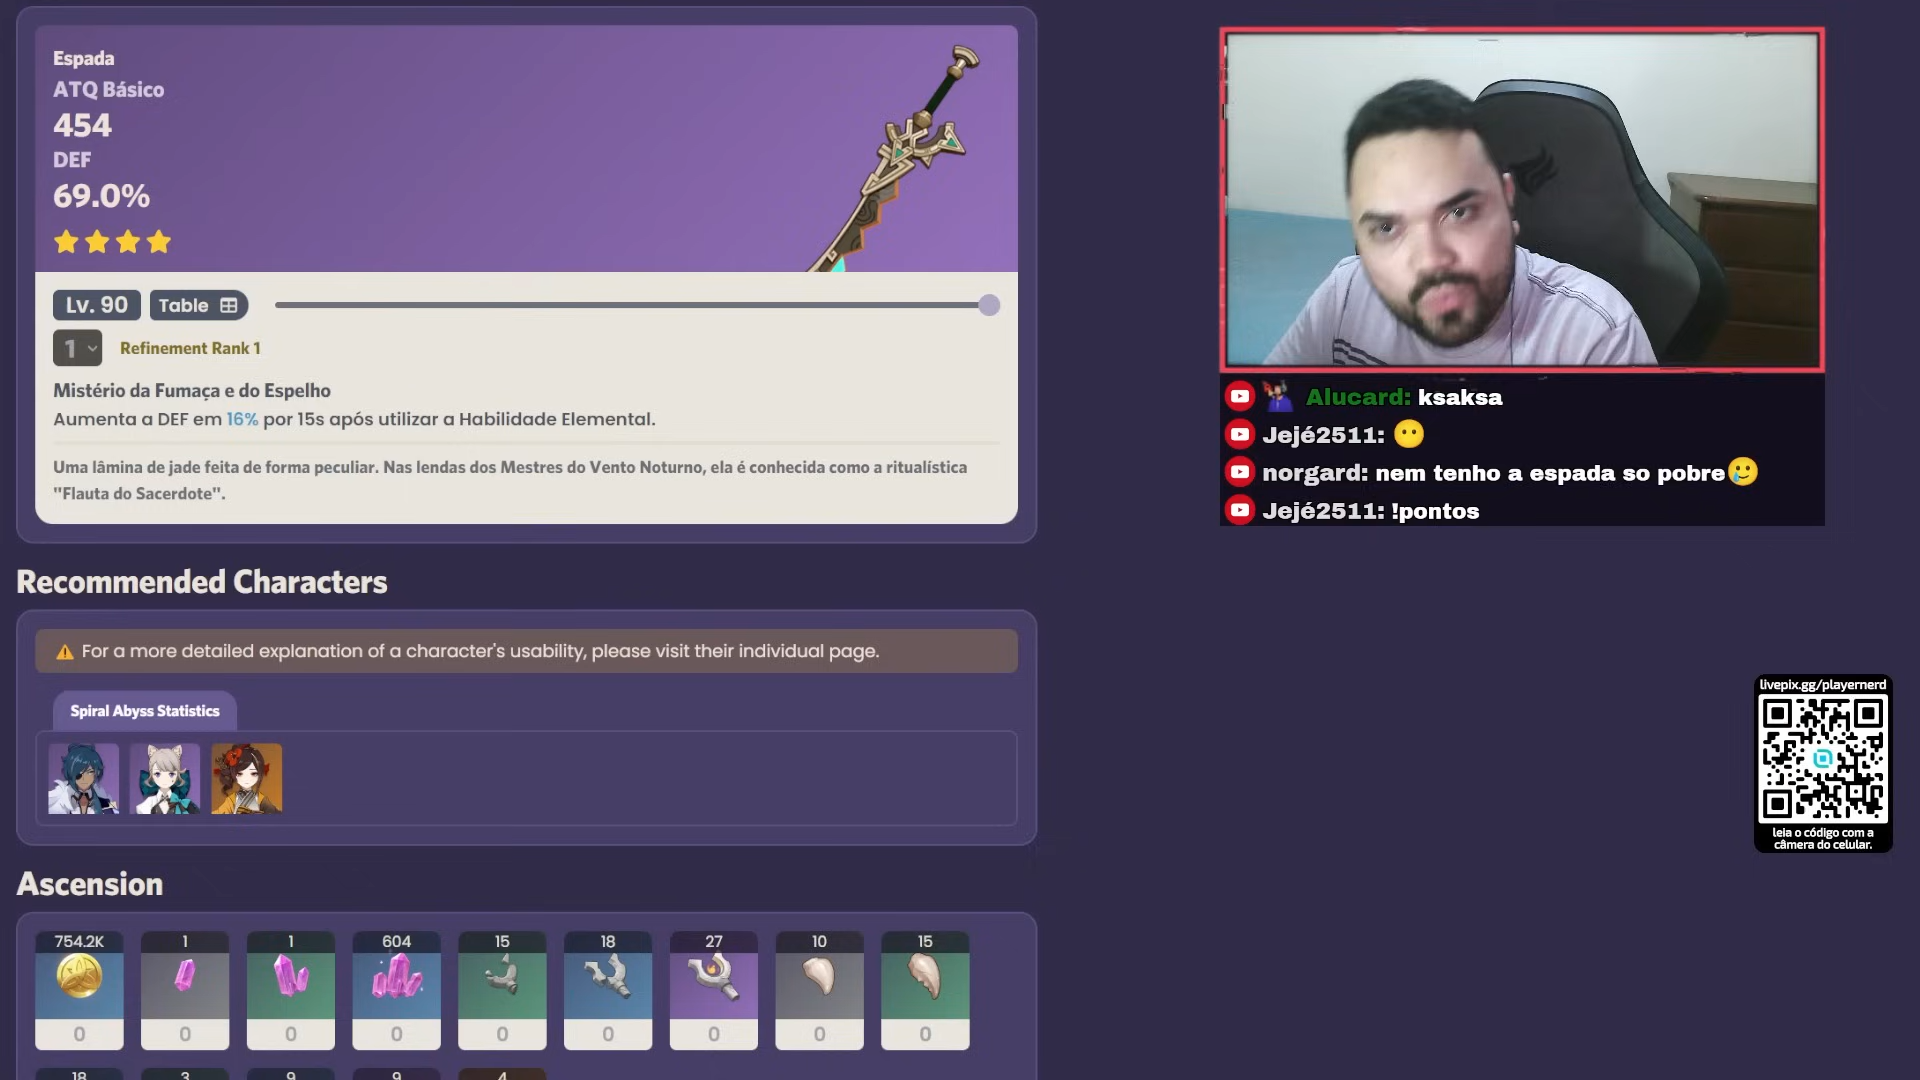 Espada
ATQ Básico
454
DEF
69.0%
Lv. 90
Table
1
Refinement Rank 1
Mistério da Fumaça e do Espelho
Aumenta a DEF em 16% por 15s após utilizar a Habilidade Elemental.
Uma lâmina de jade feita de forma peculiar. Nas lendas dos Mestres do Vento Noturno, ela é conhecida como a ritualística
"Flauta do Sacerdote".
Recommended Characters
For a more detailed explanation of a character's usability, please visit their individual page.
Spiral Abyss Statistics
Ascension
754.2K 1 1 604 15 18 27 10 15
0 0 0 0 0 0 0 0 0
18 3 9 9 4
Alucard: ksaksa
Jejé2511: 😶
norgard: nem tenho a espada so pobre🥲
Jejé2511: !pontos
livepix.gg/playernerd
leia o código com a
câmera do celular.